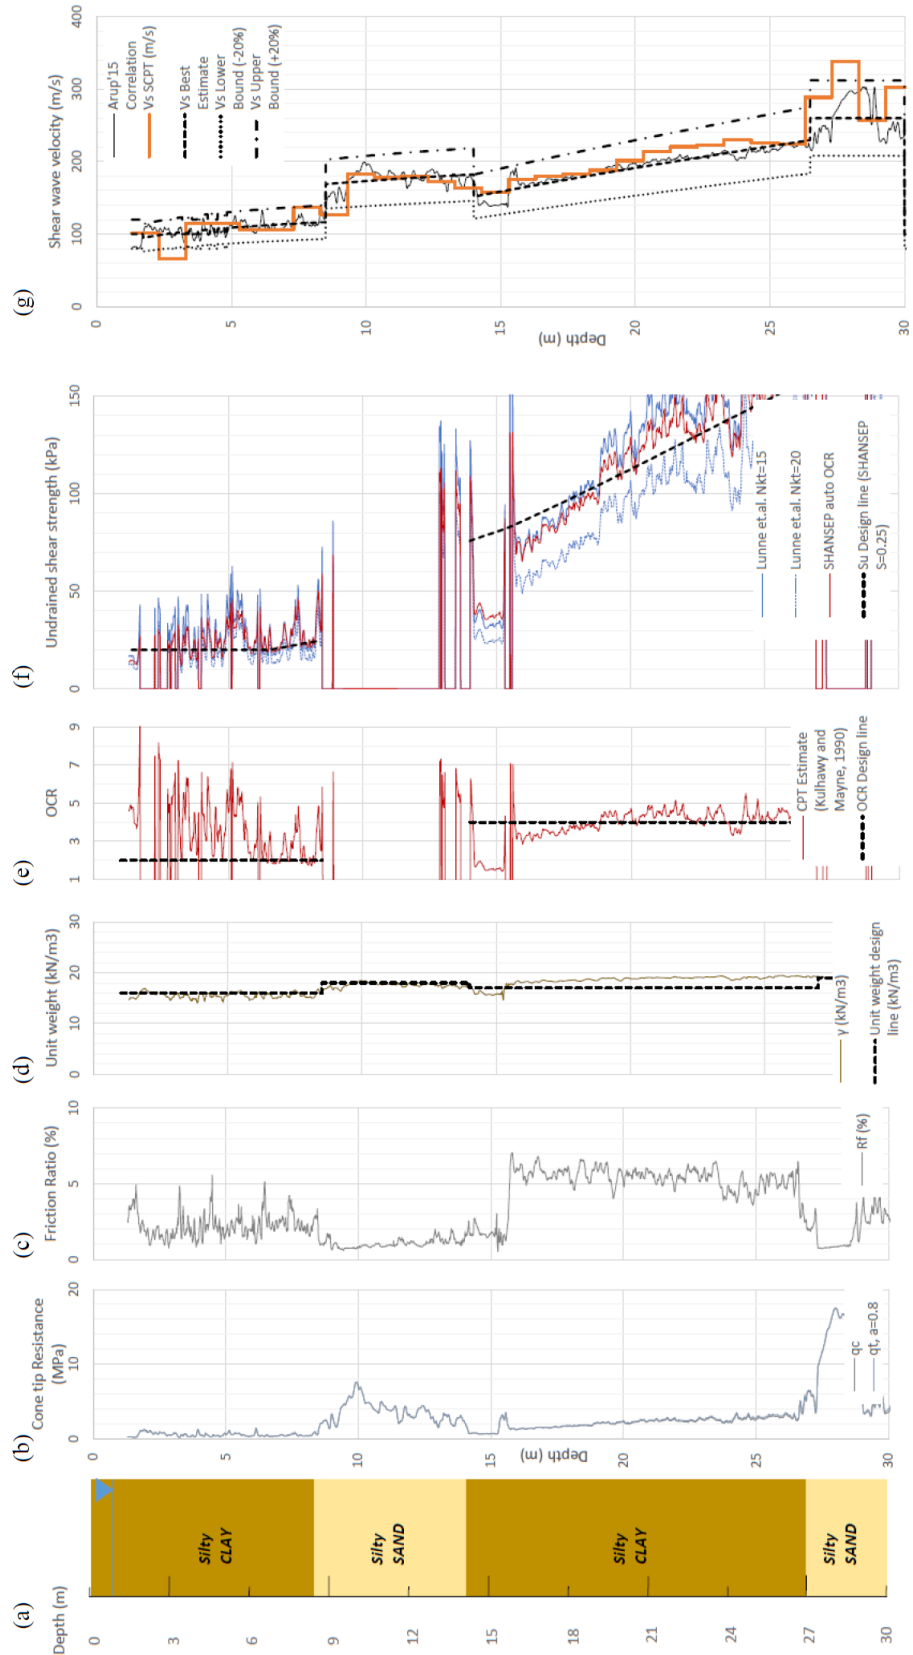 (a)
Depth (m)
0
3
6
9
12
15
18
21
24
27
30
Silty
CLAY
Silty
SAND
Silty
CLAY
Silty
SAND
(b)
Cone tip Resistance
(MPa)
0
10
20
0
5
10
15
20
25
30
Depth (m)
qc
qt, a=0.8
(c)
Friction Ratio (%)
0
5
10
Rf (%)
(d)
Unit weight (kN/m3)
0
10
20
30
γ (kN/m3)
Unit weight design
line (kN/m3)
(e)
OCR
1
3
5
7
9
CPT Estimate
(Kulhawy and
Mayne, 1990)
OCR Design line
(f)
Undrained shear strength (kPa)
0
50
100
150
Lunne et.al. Nkt=15
Lunne et.al. Nkt=20
SHANSEP auto OCR
Su Design line (SHANSEP
S=0.25)
(g)
Shear wave velocity (m/s)
0
100
200
300
400
0
5
10
15
20
25
30
Depth (m)
Arup'15
Correlation
Vs SCPT (m/s)
Vs Best
Estimate
Vs Lower
Bound (-20%)
Vs Upper
Bound (+20%)